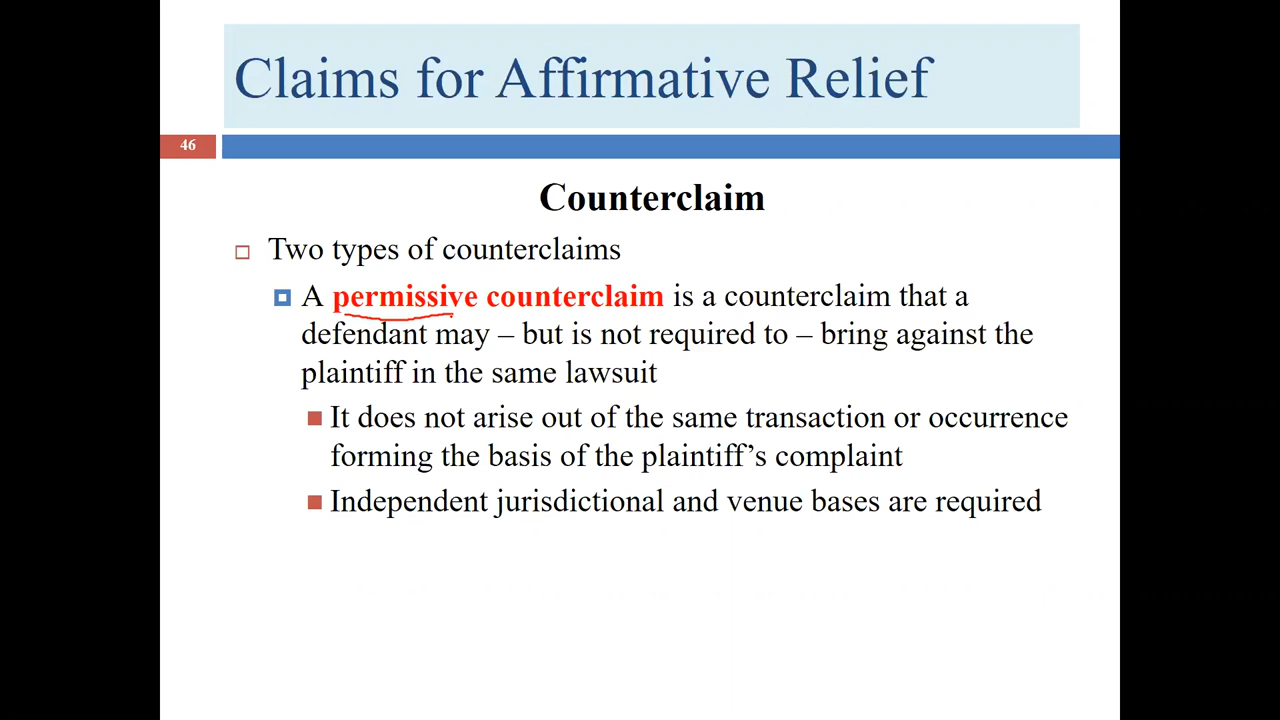 Claims for Affirmative Relief
46
Counterclaim
Two types of counterclaims
A permissive counterclaim is a counterclaim that a
defendant may – but is not required to – bring against the
plaintiff in the same lawsuit
It does not arise out of the same transaction or occurrence
forming the basis of the plaintiff’s complaint
Independent jurisdictional and venue bases are required